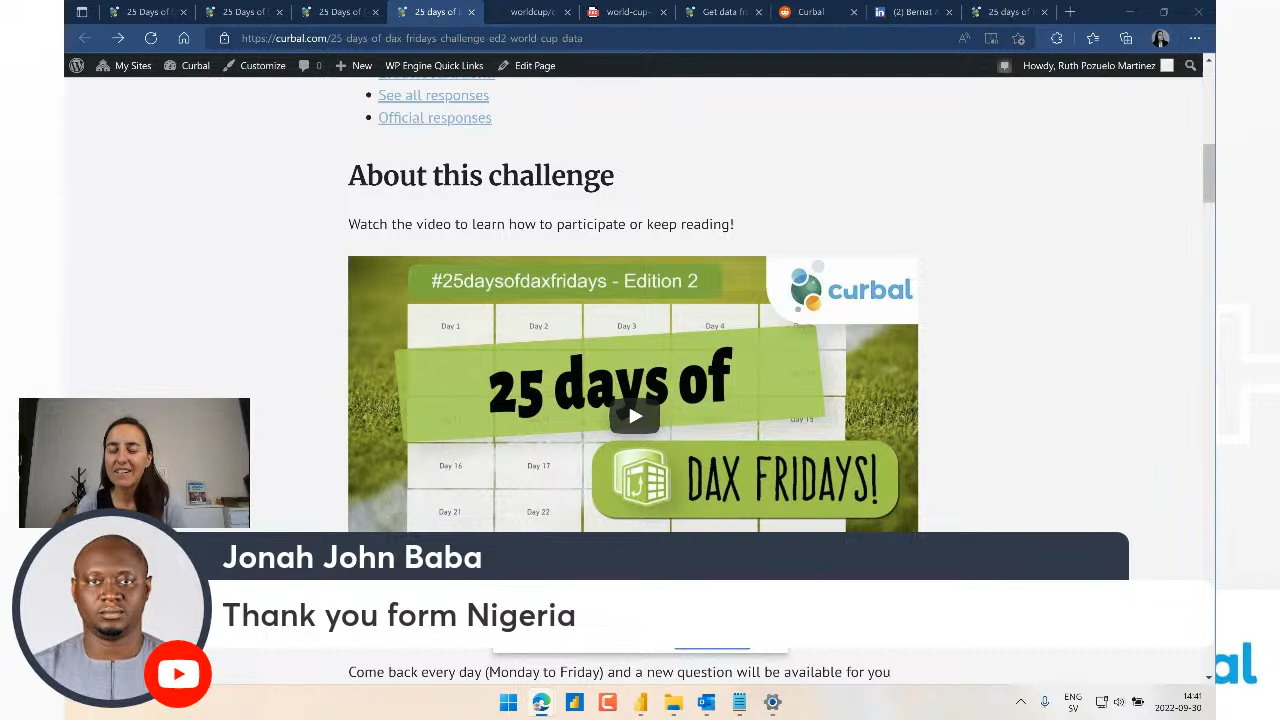 25 Days Of D
25 Days Of D
25 Days Of D
25 days of D
worldcup/c
world-cup-
Get data fr
Curbal
(2) Bernat A
25 days of
https://curbal.com/25-days-of-dax-fridays-challenge-ed2-world-cup-data
My Sites
Curbal
Customize
0
New
WP Engine Quick Links
Edit Page
Howdy, Ruth Pozuelo Martinez
See all responses
Official responses
About this challenge
Watch the video to learn how to participate or keep reading!
#25daysofdaxfridays - Edition 2
curbal
Day 1
Day 2
Day 3
Day 4
25 days of
Day 15
Day 16
Day 17
DAX FRIDAYS!
Day 21
Day 22
Jonah John Baba
Thank you form Nigeria
Come back every day (Monday to Friday) and a new question will be available for you
ENG
SV
14:41
2022-09-30